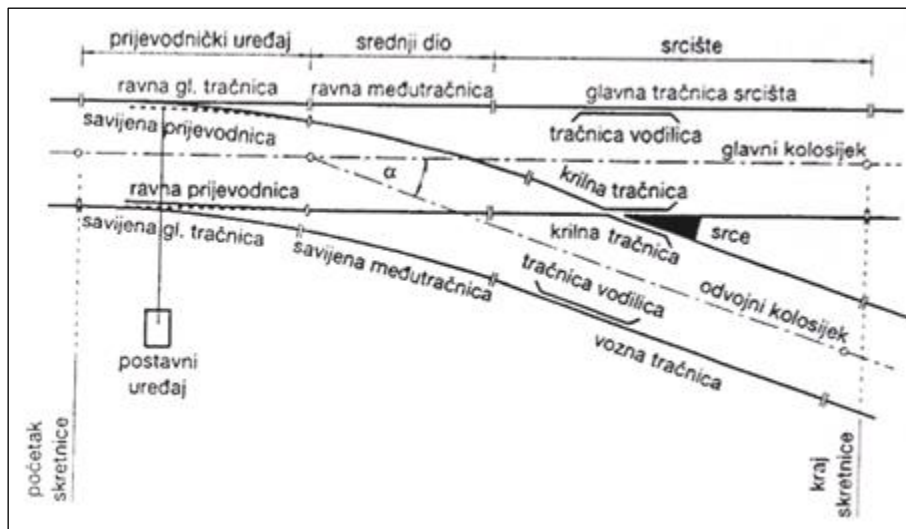 prijevodnički uređaj
srednji dio
srcište
ravna gl. tračnica
ravna međutračnica
glavna tračnica srcišta
savijena prijevodnica
tračnica vodilica
glavni kolosijek
α
krilna tračnica
ravna prijevodnica
srce
savijena gl. tračnica
krilna tračnica
savijena međutračnica
tračnica vodilica
odvojni kolosijek
vozna tračnica
postavni
uređaj
početak
skretnice
kraj
skretnice